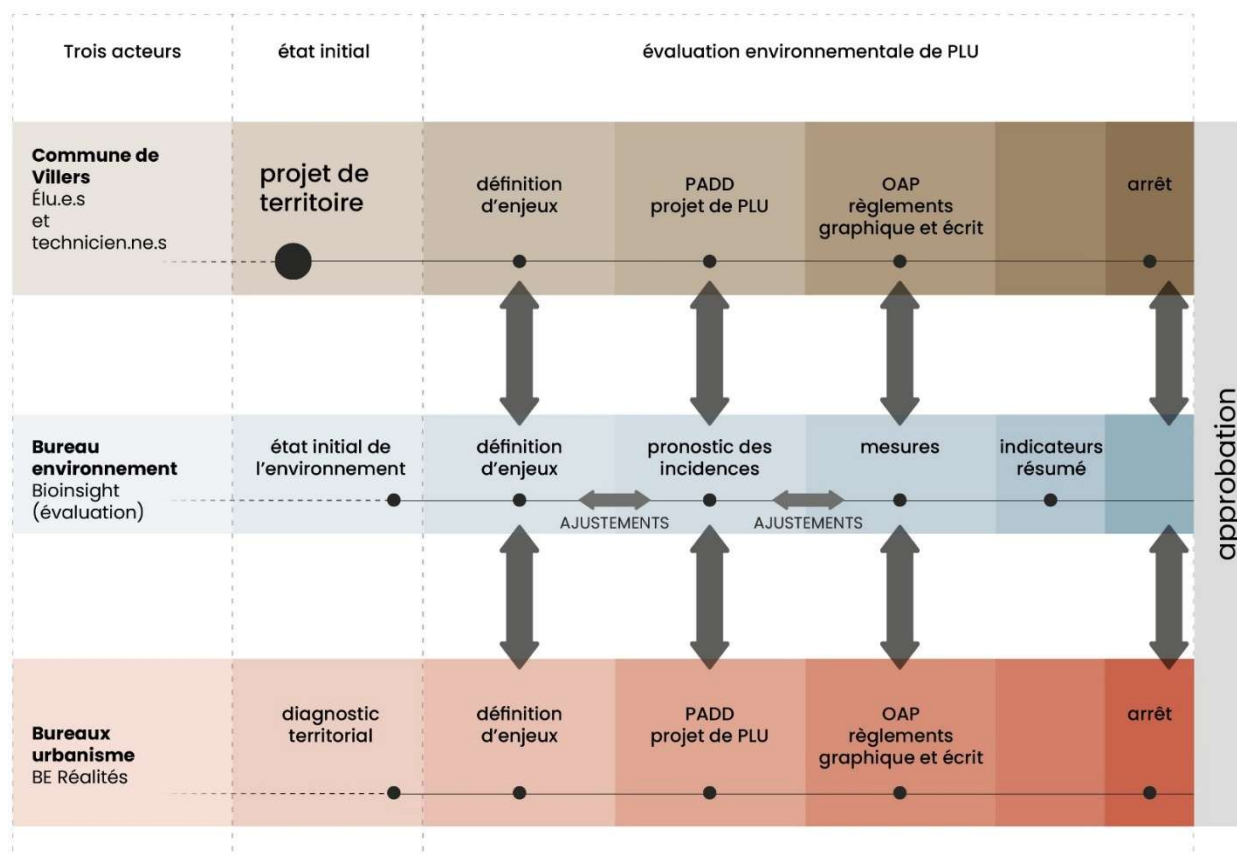 Trois acteurs
état initial
évaluation environnementale de PLU
Commune de
Villers
Élu.e.s
et
technicien.ne.s
projet de
territoire
définition
d'enjeux
PADD
projet de PLU
OAP
règlements
graphique et écrit
arrêt
Bureau
environnement
Bioinsight
(évaluation)
état initial de
l'environnement
définition
d'enjeux
pronostic des
incidences
mesures
indicateurs
résumé
AJUSTEMENTS
AJUSTEMENTS
Bureaux
urbanisme
BE Réalités
diagnostic
territorial
définition
d'enjeux
PADD
projet de PLU
OAP
règlements
graphique et écrit
arrêt
approbation